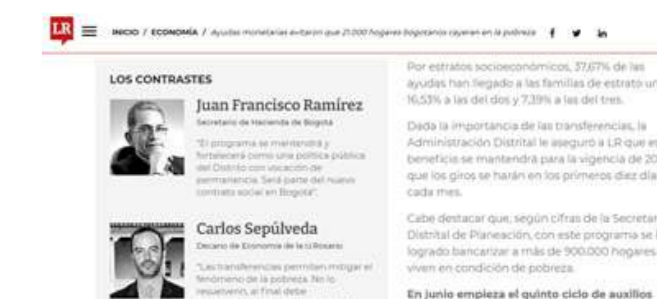 LR
INICIO / ECONOMÍA / Ayudas monetarias evitaron que 21.000 hogares bogotanos cayeran en la pobreza
LOS CONTRASTES
Juan Francisco Ramírez
Secretario de Hacienda de Bogotá
"El programa se mantendrá y
fortalecerá como una política pública
del Distrito con vocación de
permanencia. Será parte del nuevo
contrato social en Bogotá".
Carlos Sepúlveda
Decano de Economía de la U.Rosario
"Las transferencias permiten mitigar el
fenómeno de la pobreza. No lo
resuelven, al final debe
Por estratos socioeconómicos, 37,67% de las
ayudas han llegado a las familias de estrato un
16,53% a las del dos y 7,39% a las del tres.
Dada la importancia de las transferencias, la
Administración Distrital le aseguró a LR que e
beneficio se mantendrá para la vigencia de 20
que los giros se harán en los primeros diez día
cada mes.
Cabe destacar que, según cifras de la Secretar
Distrital de Planeación, con este programa se
logrado bancarizar a más de 900.000 hogares
viven en condición de pobreza.
En junio empieza el quinto ciclo de auxilios